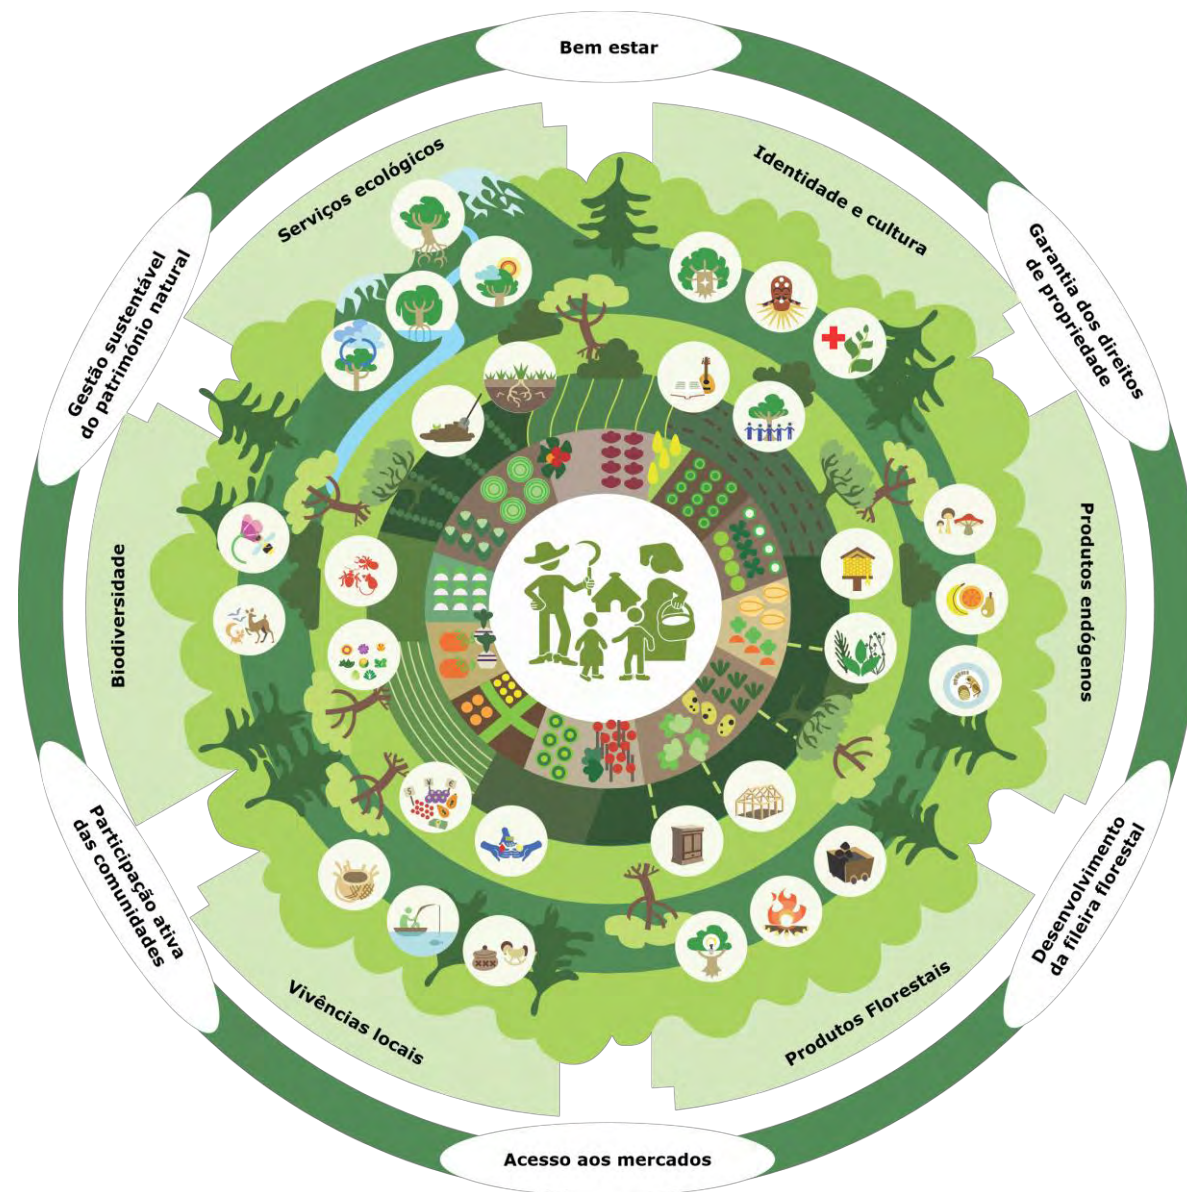 Bem estar
Serviços ecológicos
Identidade e cultura
Gestão sustentável
do património natural
Garantia dos direitos
de propriedade
Biodiversidade
Produtos endógenos
Participação ativa
das comunidades
Desenvolvimento
da fileira florestal
Vivências locais
Produtos Florestais
Acesso aos mercados